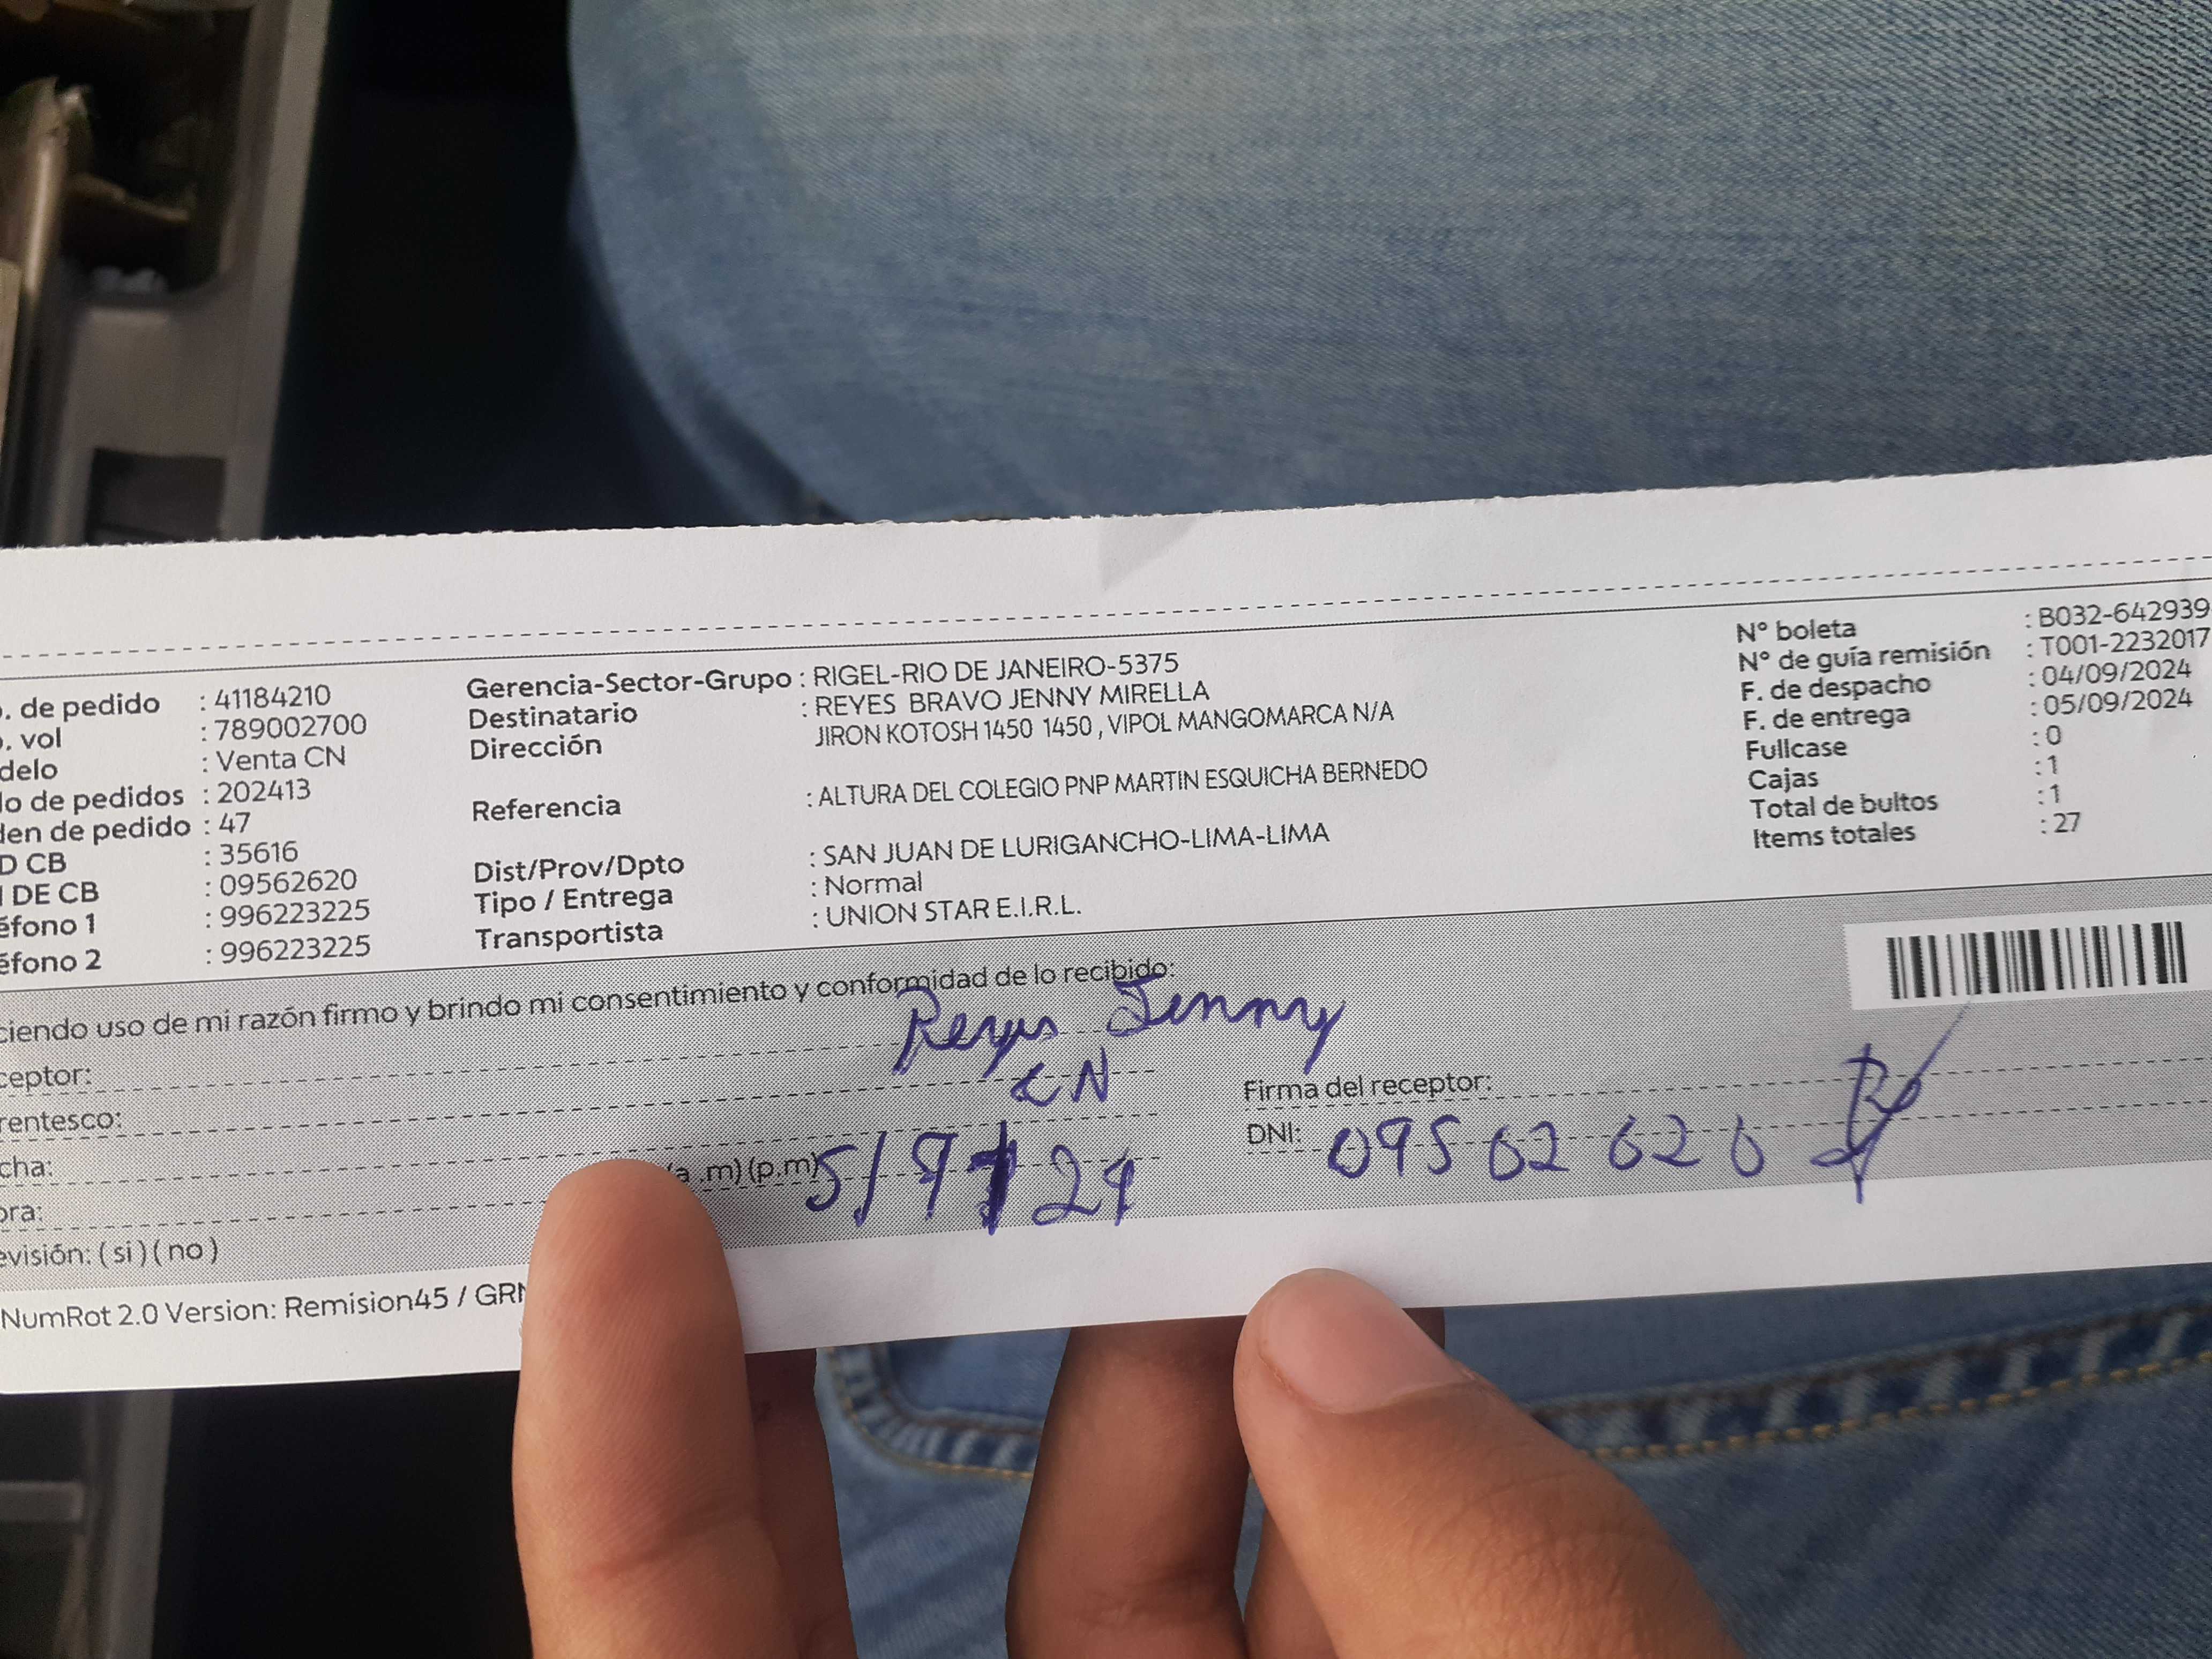 o. de pedido : 41184210
o. vol : 789002700
delo : Venta CN
lo de pedidos : 202413
den de pedido : 47
D CB : 35616
I DE CB : 09562620
éfono 1 : 996223225
éfono 2 : 996223225
Gerencia-Sector-Grupo : RIGEL-RIO DE JANEIRO-5375
Destinatario : REYES BRAVO JENNY MIRELLA
Dirección JIRON KOTOSH 1450 1450 , VIPOL MANGOMARCA N/A
Referencia : ALTURA DEL COLEGIO PNP MARTIN ESQUICHA BERNEDO
Dist/Prov/Dpto : SAN JUAN DE LURIGANCHO-LIMA-LIMA
Tipo / Entrega : Normal
Transportista : UNION STAR E.I.R.L.
N° boleta : B032-642939
N° de guía remisión : T001-2232017
F. de despacho : 04/09/2024
F. de entrega : 05/09/2024
Fullcase : 0
Cajas : 1
Total de bultos : 1
Items totales : 27
ciendo uso de mi razón firmo y brindo mi consentimiento y conformidad de lo recibido:
ceptor: Reyes Jenny
rentesco: CN
cha: 5/9/24
ora: (a .m) (p.m)
evisión: ( si ) ( no )
Firma del receptor:
DNI: 09562620
NumRot 2.0 Version: Remision45 / GRN